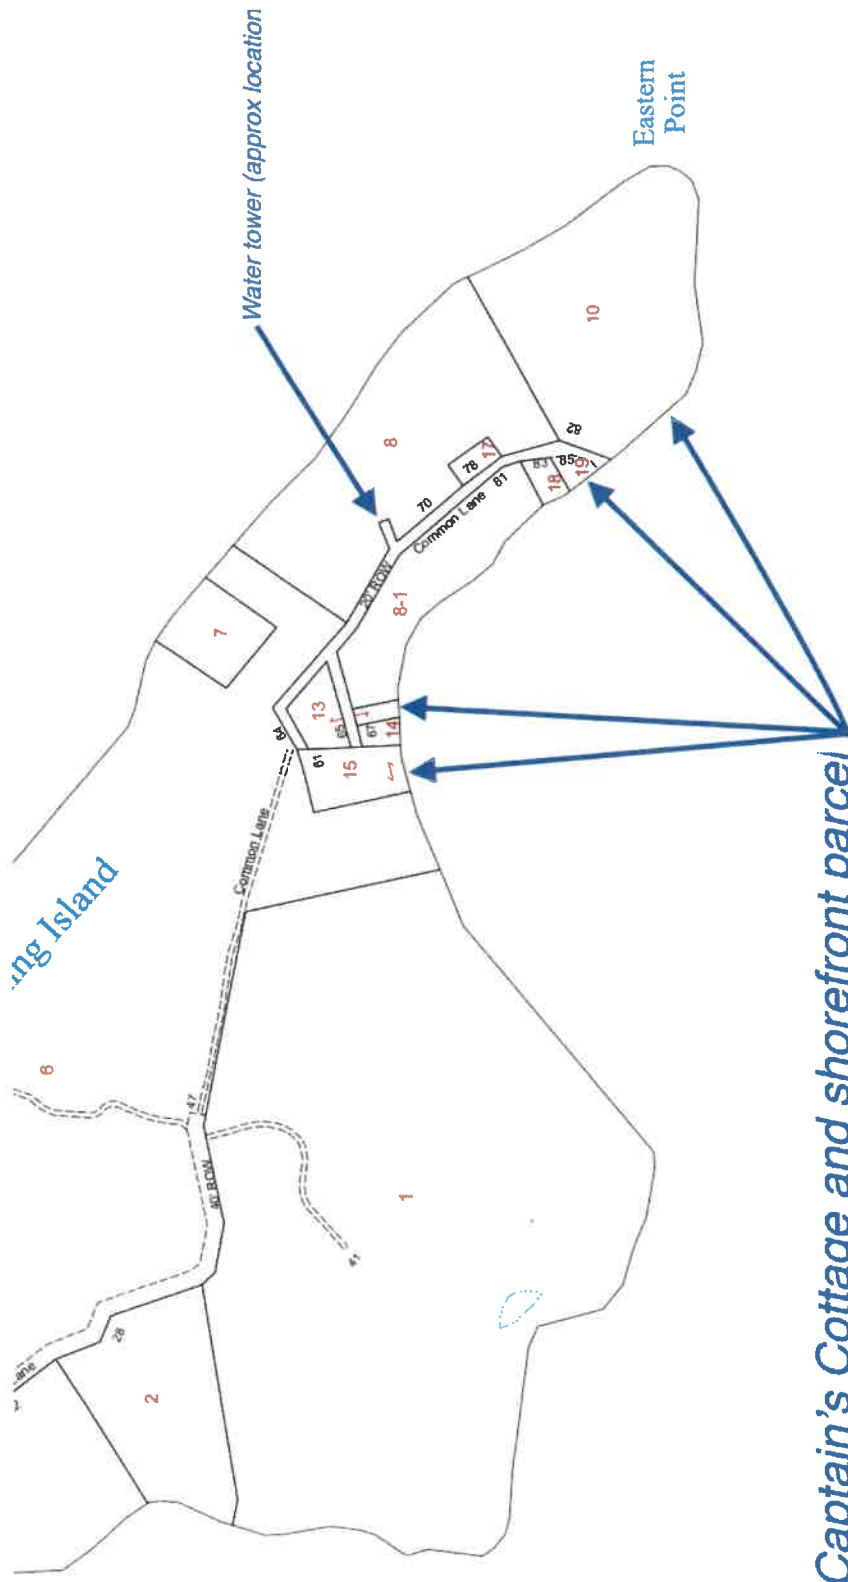 Water tower (approx location
Eastern
Point
ing Island
10
8
82
17
78
83
85
19
18
81
70
Common Lane
20' ROW
8-1
7
13
64
65
67
14
61
15
Common Lane
6
47
40' ROW
1
41
28
2
ane
Captain's Cottage and shorefront parcel